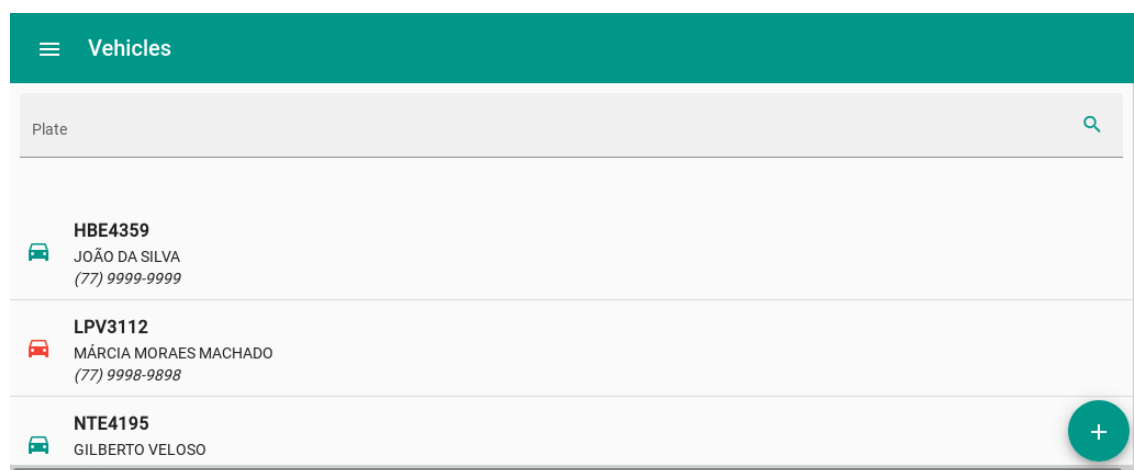 Vehicles
Plate
HBE4359
JOÃO DA SILVA
(77) 9999-9999
LPV3112
MÁRCIA MORAES MACHADO
(77) 9998-9898
NTE4195
GILBERTO VELOSO